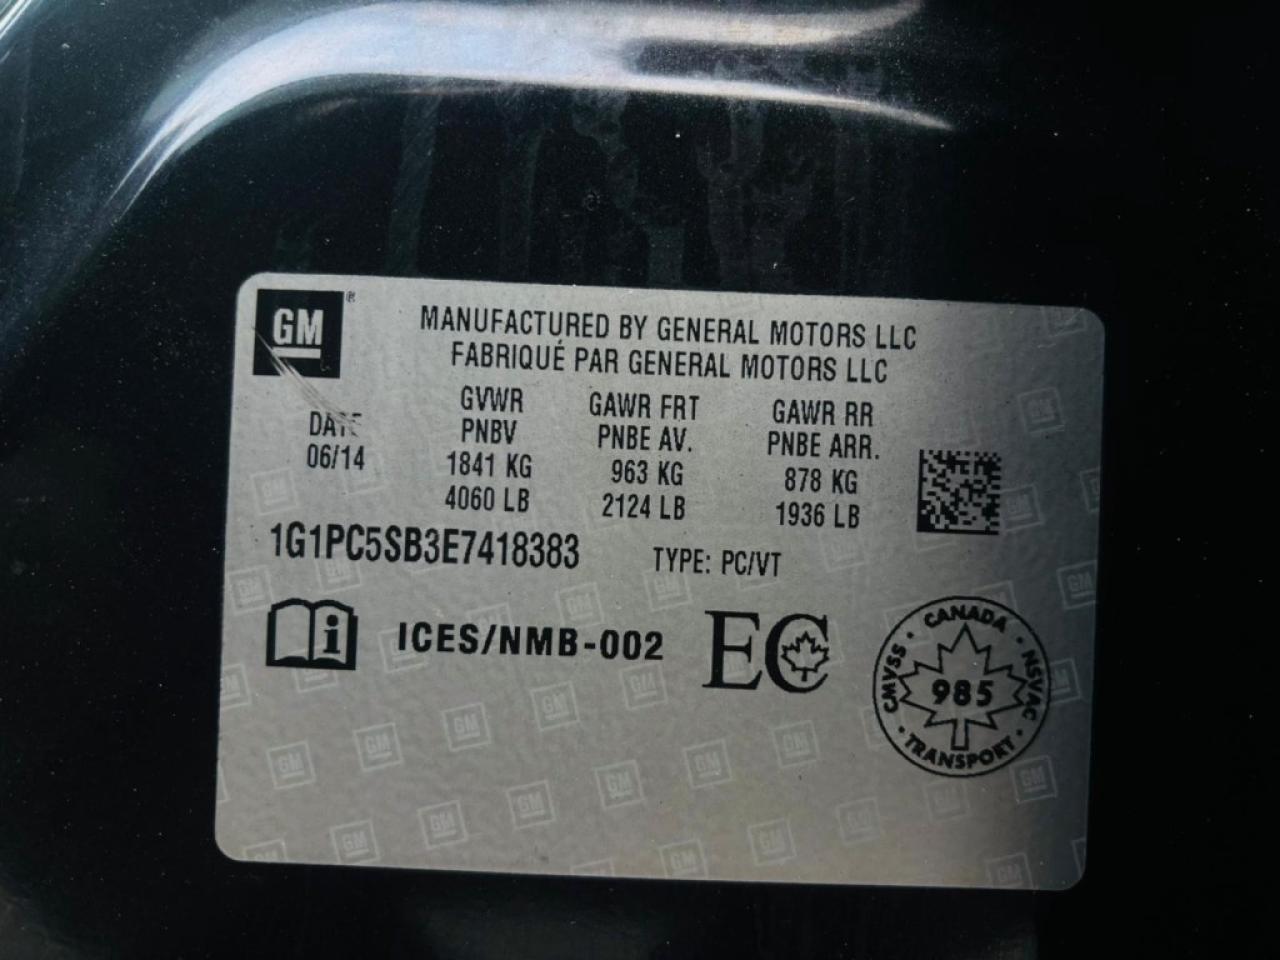 GM®
MANUFACTURED BY GENERAL MOTORS LLC
FABRIQUÉ PAR GENERAL MOTORS LLC
DATE
06/14
GVWR
PNBV
1841 KG
4060 LB
GAWR FRT
PNBE AV.
963 KG
2124 LB
GAWR RR
PNBE ARR.
878 KG
1936 LB
1G1PC5SB3E7418383 TYPE: PC/VT
i ICES/NMB-002 EC
CANADA
CMVSS 985 NSVAC
TRANSPORT